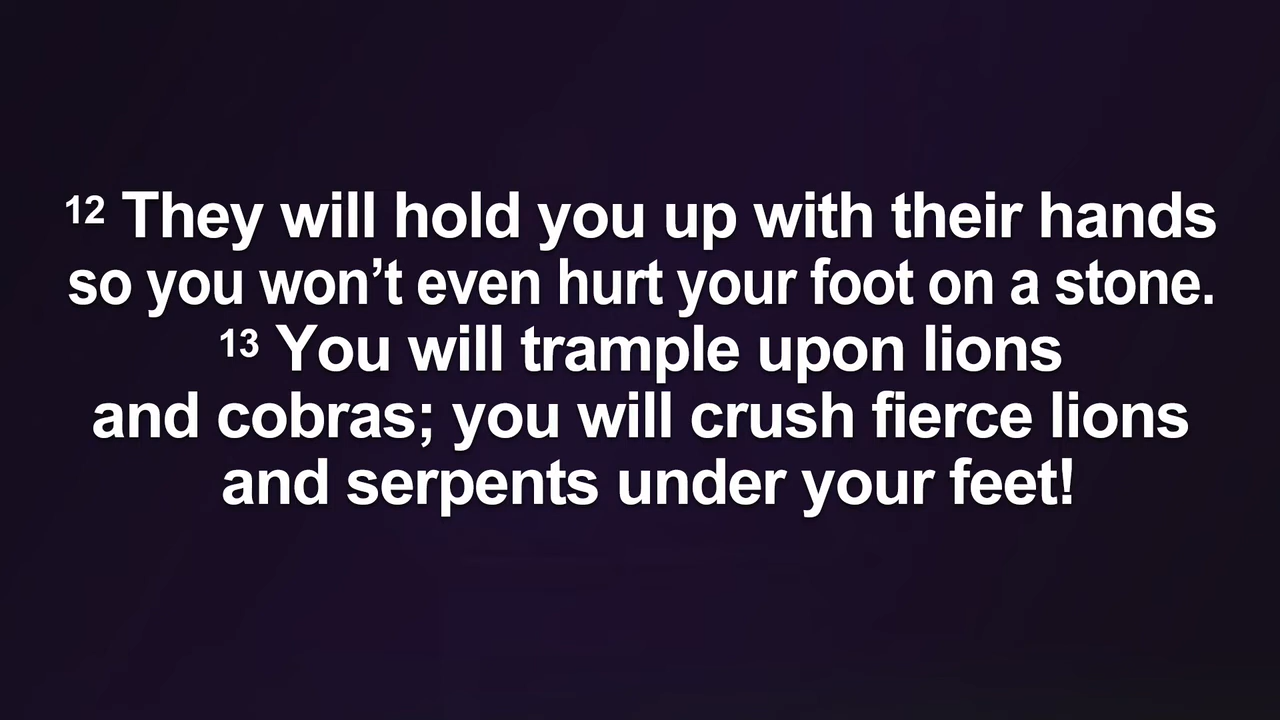 12 They will hold you up with their hands
so you won’t even hurt your foot on a stone.
13 You will trample upon lions
and cobras; you will crush fierce lions
and serpents under your feet!